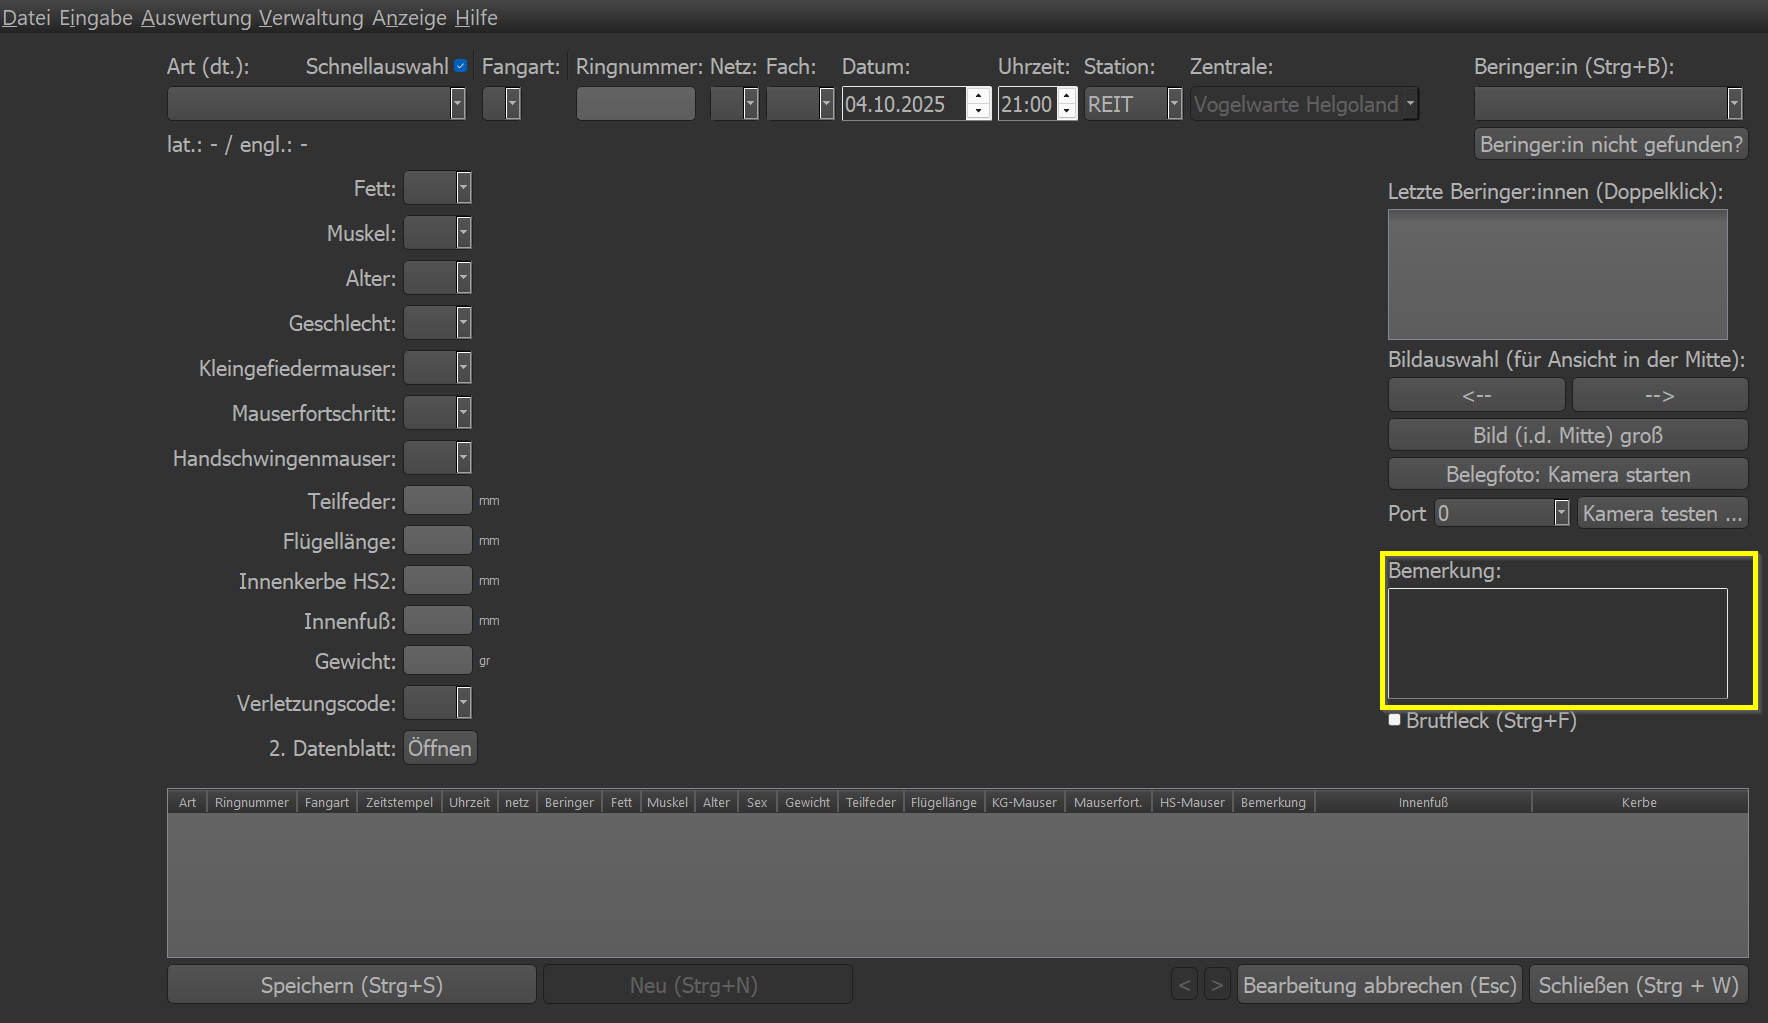 Datei Eingabe Auswertung Verwaltung Anzeige Hilfe
Art (dt.): Schnellauswahl Fangart: Ringnummer: Netz: Fach: Datum: Uhrzeit: Station: Zentrale: Beringer:in (Strg+B):
04.10.2025 21:00 REIT Vogelwarte Helgoland
lat.: - / engl.: - Beringer:in nicht gefunden?
Fett:
Muskel:
Alter:
Geschlecht:
Kleingefiedermauser:
Mauserfortschritt:
Handschwingenmauser:
Teilfeder: mm
Flügellänge: mm
Innenkerbe HS2: mm
Innenfuß: mm
Gewicht: gr
Verletzungscode:
2. Datenblatt: Öffnen
Letzte Beringer:innen (Doppelklick):
Bildauswahl (für Ansicht in der Mitte):
<-- -->
Bild (i.d. Mitte) groß
Belegfoto: Kamera starten
Port 0 Kamera testen ...
Bemerkung:
Brutfleck (Strg+F)
Art Ringnummer Fangart Zeitstempel Uhrzeit netz Beringer Fett Muskel Alter Sex Gewicht Teilfeder Flügellänge KG-Mauser Mauserfort. HS-Mauser Bemerkung Innenfuß Kerbe
Speichern (Strg+S) Neu (Strg+N) < > Bearbeitung abbrechen (Esc) Schließen (Strg + W)